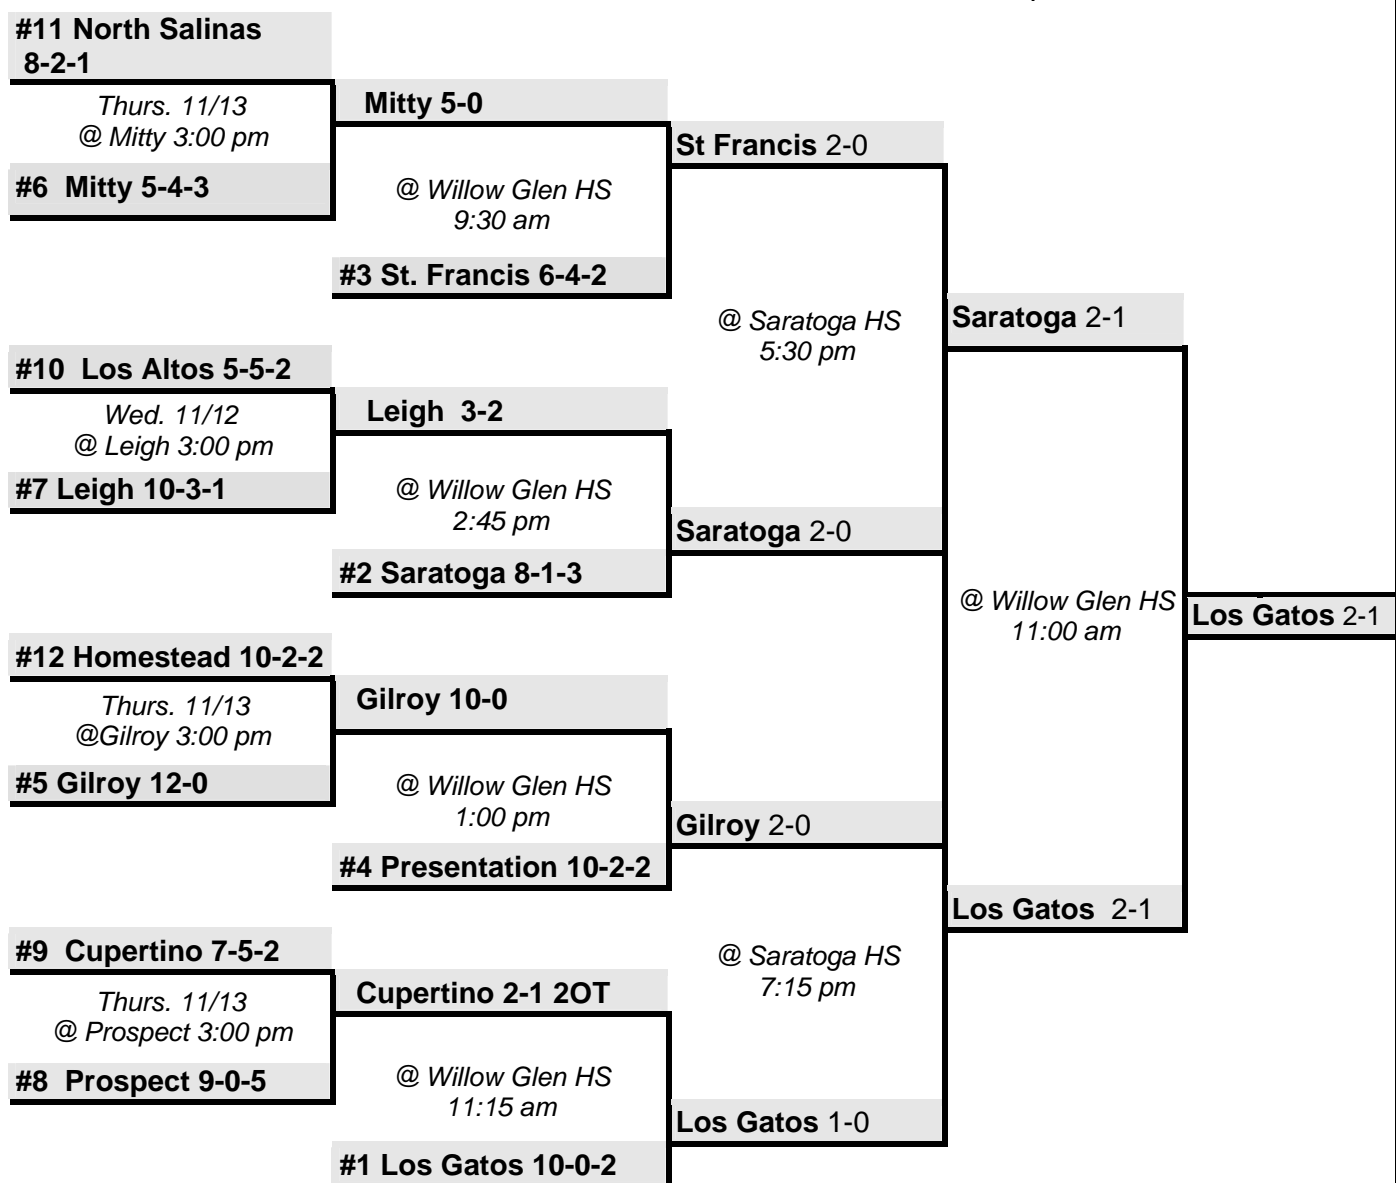 #11 North Salinas
8-2-1
Thurs. 11/13
@ Mitty 3:00 pm
#6 Mitty 5-4-3
Mitty 5-0
@ Willow Glen HS
9:30 am
#3 St. Francis 6-4-2
St Francis 2-0
#10 Los Altos 5-5-2
Wed. 11/12
@ Leigh 3:00 pm
#7 Leigh 10-3-1
Leigh 3-2
@ Willow Glen HS
2:45 pm
#2 Saratoga 8-1-3
@ Saratoga HS
5:30 pm
Saratoga 2-0
Saratoga 2-1
#12 Homestead 10-2-2
Thurs. 11/13
@Gilroy 3:00 pm
#5 Gilroy 12-0
Gilroy 10-0
@ Willow Glen HS
1:00 pm
#4 Presentation 10-2-2
Gilroy 2-0
@ Willow Glen HS
11:00 am
Los Gatos 2-1
#9 Cupertino 7-5-2
Thurs. 11/13
@ Prospect 3:00 pm
#8 Prospect 9-0-5
Cupertino 2-1 2OT
@ Willow Glen HS
11:15 am
#1 Los Gatos 10-0-2
@ Saratoga HS
7:15 pm
Los Gatos 1-0
Los Gatos 2-1